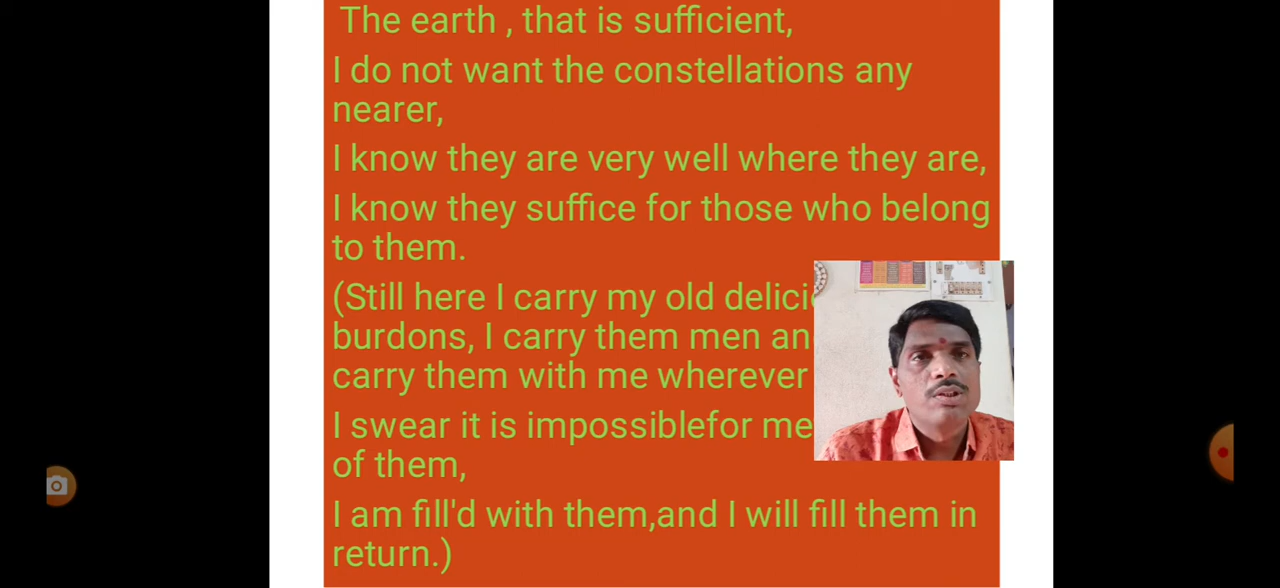 The earth , that is sufficient,
I do not want the constellations any
nearer,
I know they are very well where they are,
I know they suffice for those who belong
to them.
(Still here I carry my old
burdons, I carry them men
carry them with me wherever
I swear it is impossiblefor me
of them,
I am fill'd with them,and I will fill them in
return.)